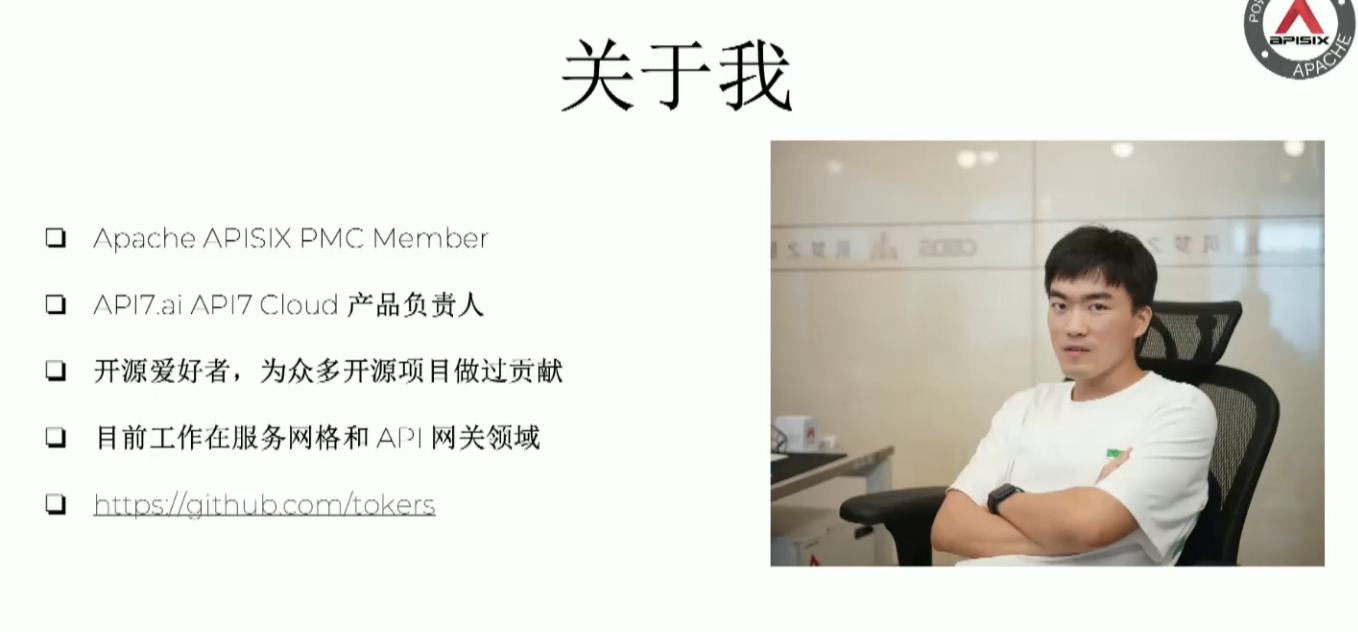 关于我
APISIX
APACHE
Apache APISIX PMC Member
API7.ai API7 Cloud 产品负责人
开源爱好者，为众多开源项目做过贡献
目前工作在服务网格和 API 网关领域
https://github.com/tokers